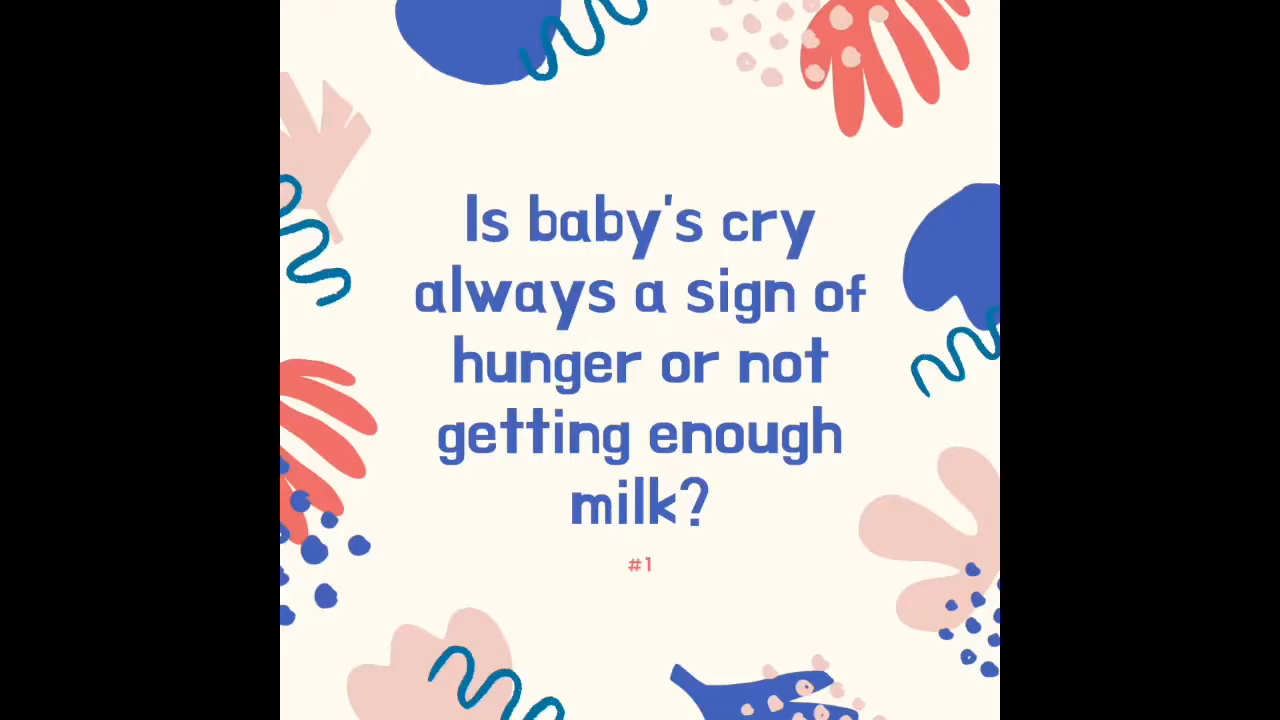 Is baby's cry
always a sign of
hunger or not
getting enough
milk?
#1